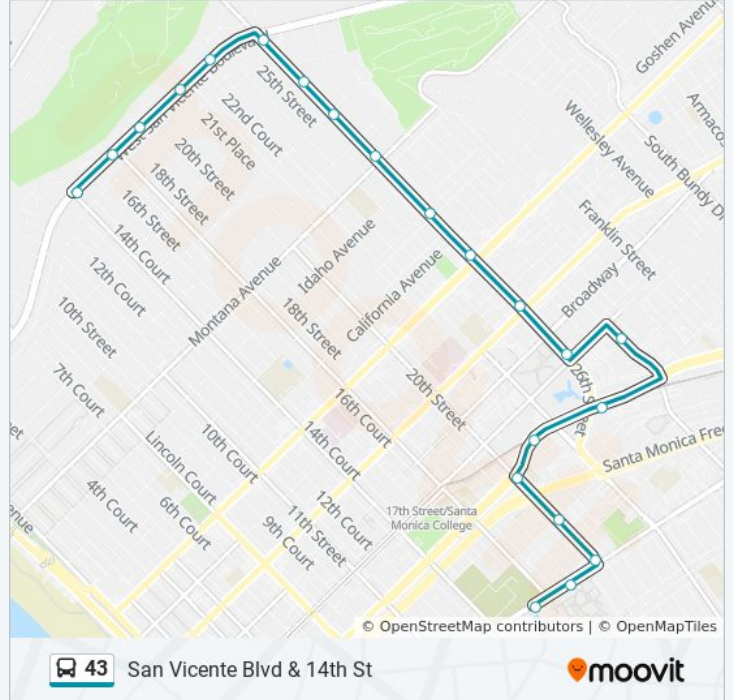 Goshen Avenue
West San Vicente Boulevard
25th Street
22nd Court
21st Place
20th Street
18th Street
16th Street
14th Court
12th Court
10th Street
7th Court
4th Court
6th Court
Lincoln Court
10th Court
9th Court
11th Street
12th Court
14th Court
16th Court
18th Street
20th Street
Montana Avenue
Idaho Avenue
California Avenue
Wellesley Avenue
Armacos
South Bundy Dr
Franklin Street
Broadway
26th S
Santa Monica Free
17th Street/Santa
Monica College
et
enue
© OpenStreetMap contributors | © OpenMapTiles
43 San Vicente Blvd & 14th St
moovit